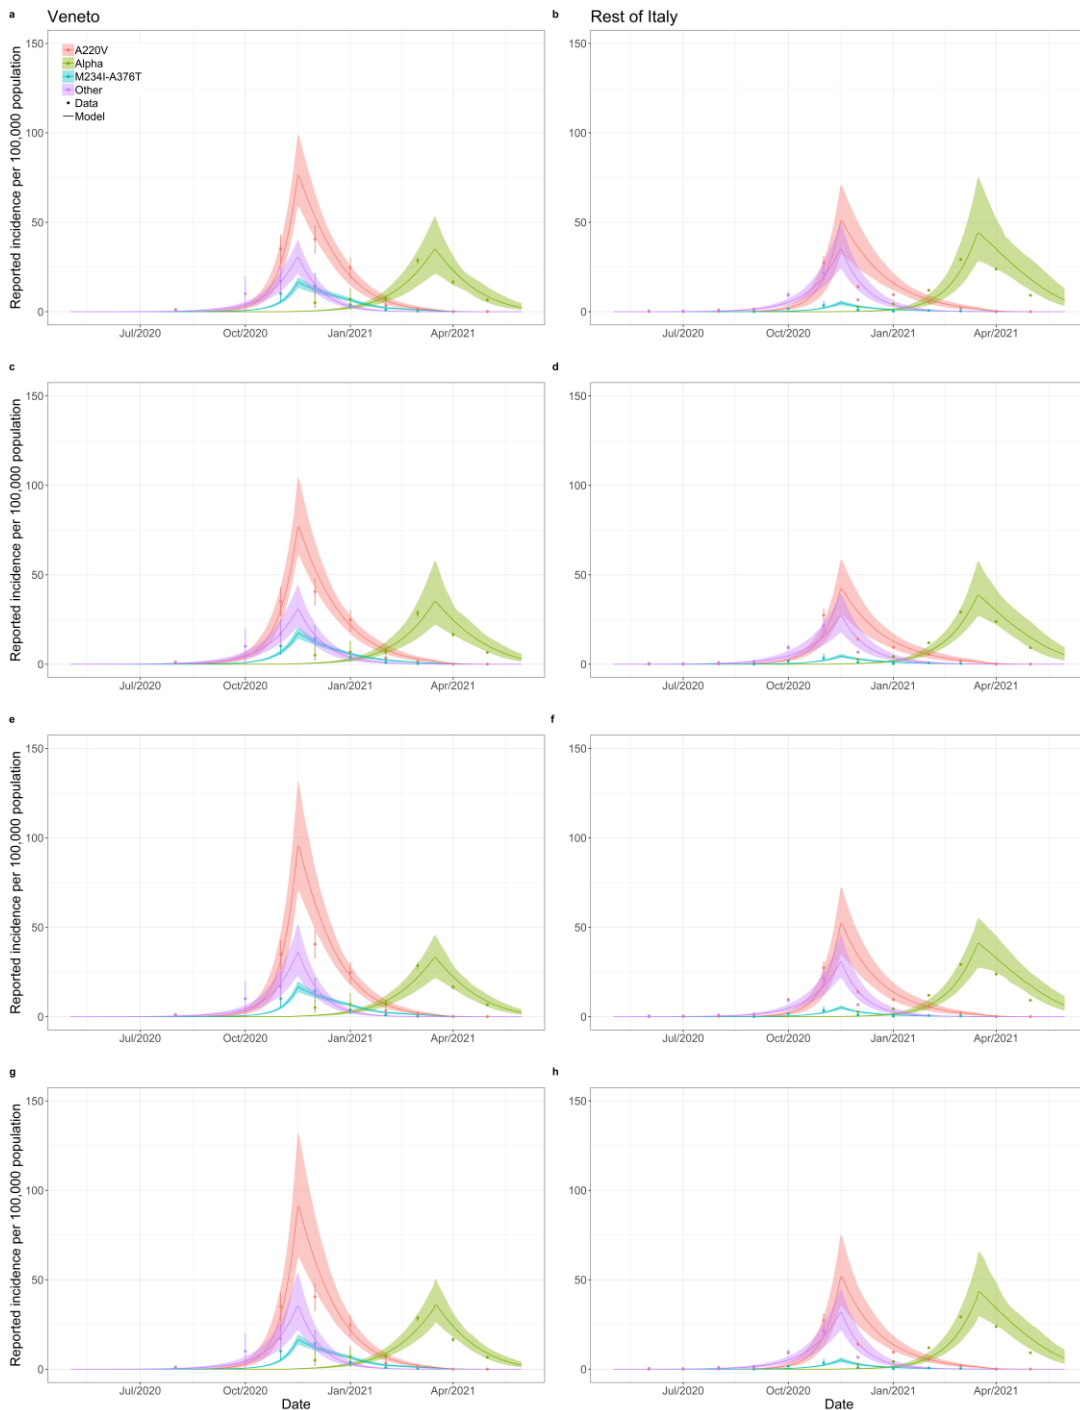 a Veneto
b Rest of Italy
Reported incidence per 100,000 population
150
100
50
0
A220V
Alpha
M234I-A376T
Other
Data
Model
Jul/2020 Oct/2020 Jan/2021 Apr/2021
150
100
50
0
Jul/2020 Oct/2020 Jan/2021 Apr/2021
c
d
Reported incidence per 100,000 population
150
100
50
0
Jul/2020 Oct/2020 Jan/2021 Apr/2021
150
100
50
0
Jul/2020 Oct/2020 Jan/2021 Apr/2021
e
f
Reported incidence per 100,000 population
150
100
50
0
Jul/2020 Oct/2020 Jan/2021 Apr/2021
150
100
50
0
Jul/2020 Oct/2020 Jan/2021 Apr/2021
g
h
Reported incidence per 100,000 population
150
100
50
0
Jul/2020 Oct/2020 Jan/2021 Apr/2021
Date
150
100
50
0
Jul/2020 Oct/2020 Jan/2021 Apr/2021
Date